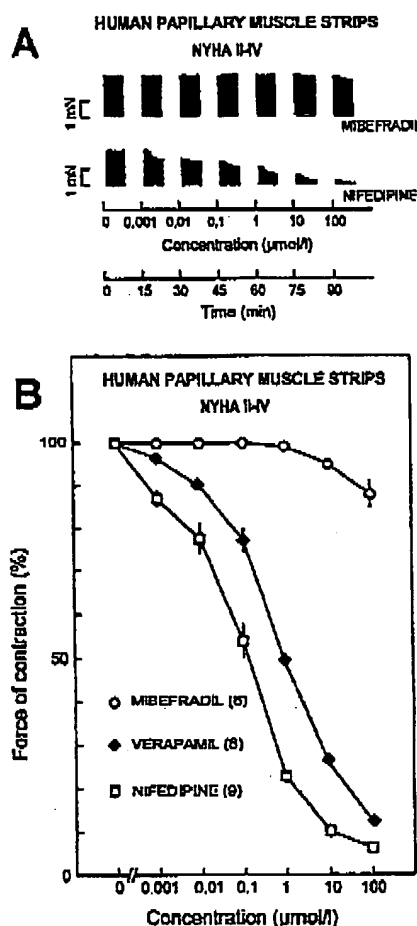 A
HUMAN PAPILLARY MUSCLE STRIPS
NYHA II-IV
1 mN
MIBEFRADIL
1 mN
NIFEDIPINE
0 0,001 0,01 0,1 1 10 100
Concentration (µmol/l)
0 15 30 45 60 75 90
Time (min)
B
HUMAN PAPILLARY MUSCLE STRIPS
NYHA II-IV
100
50
0
Force of contraction (%)
MIBEFRADIL
VERAPAMIL
NIFEDIPINE (9)
0 0.001 0,01 0,1 1 10 100
Concentration (µmol/l)